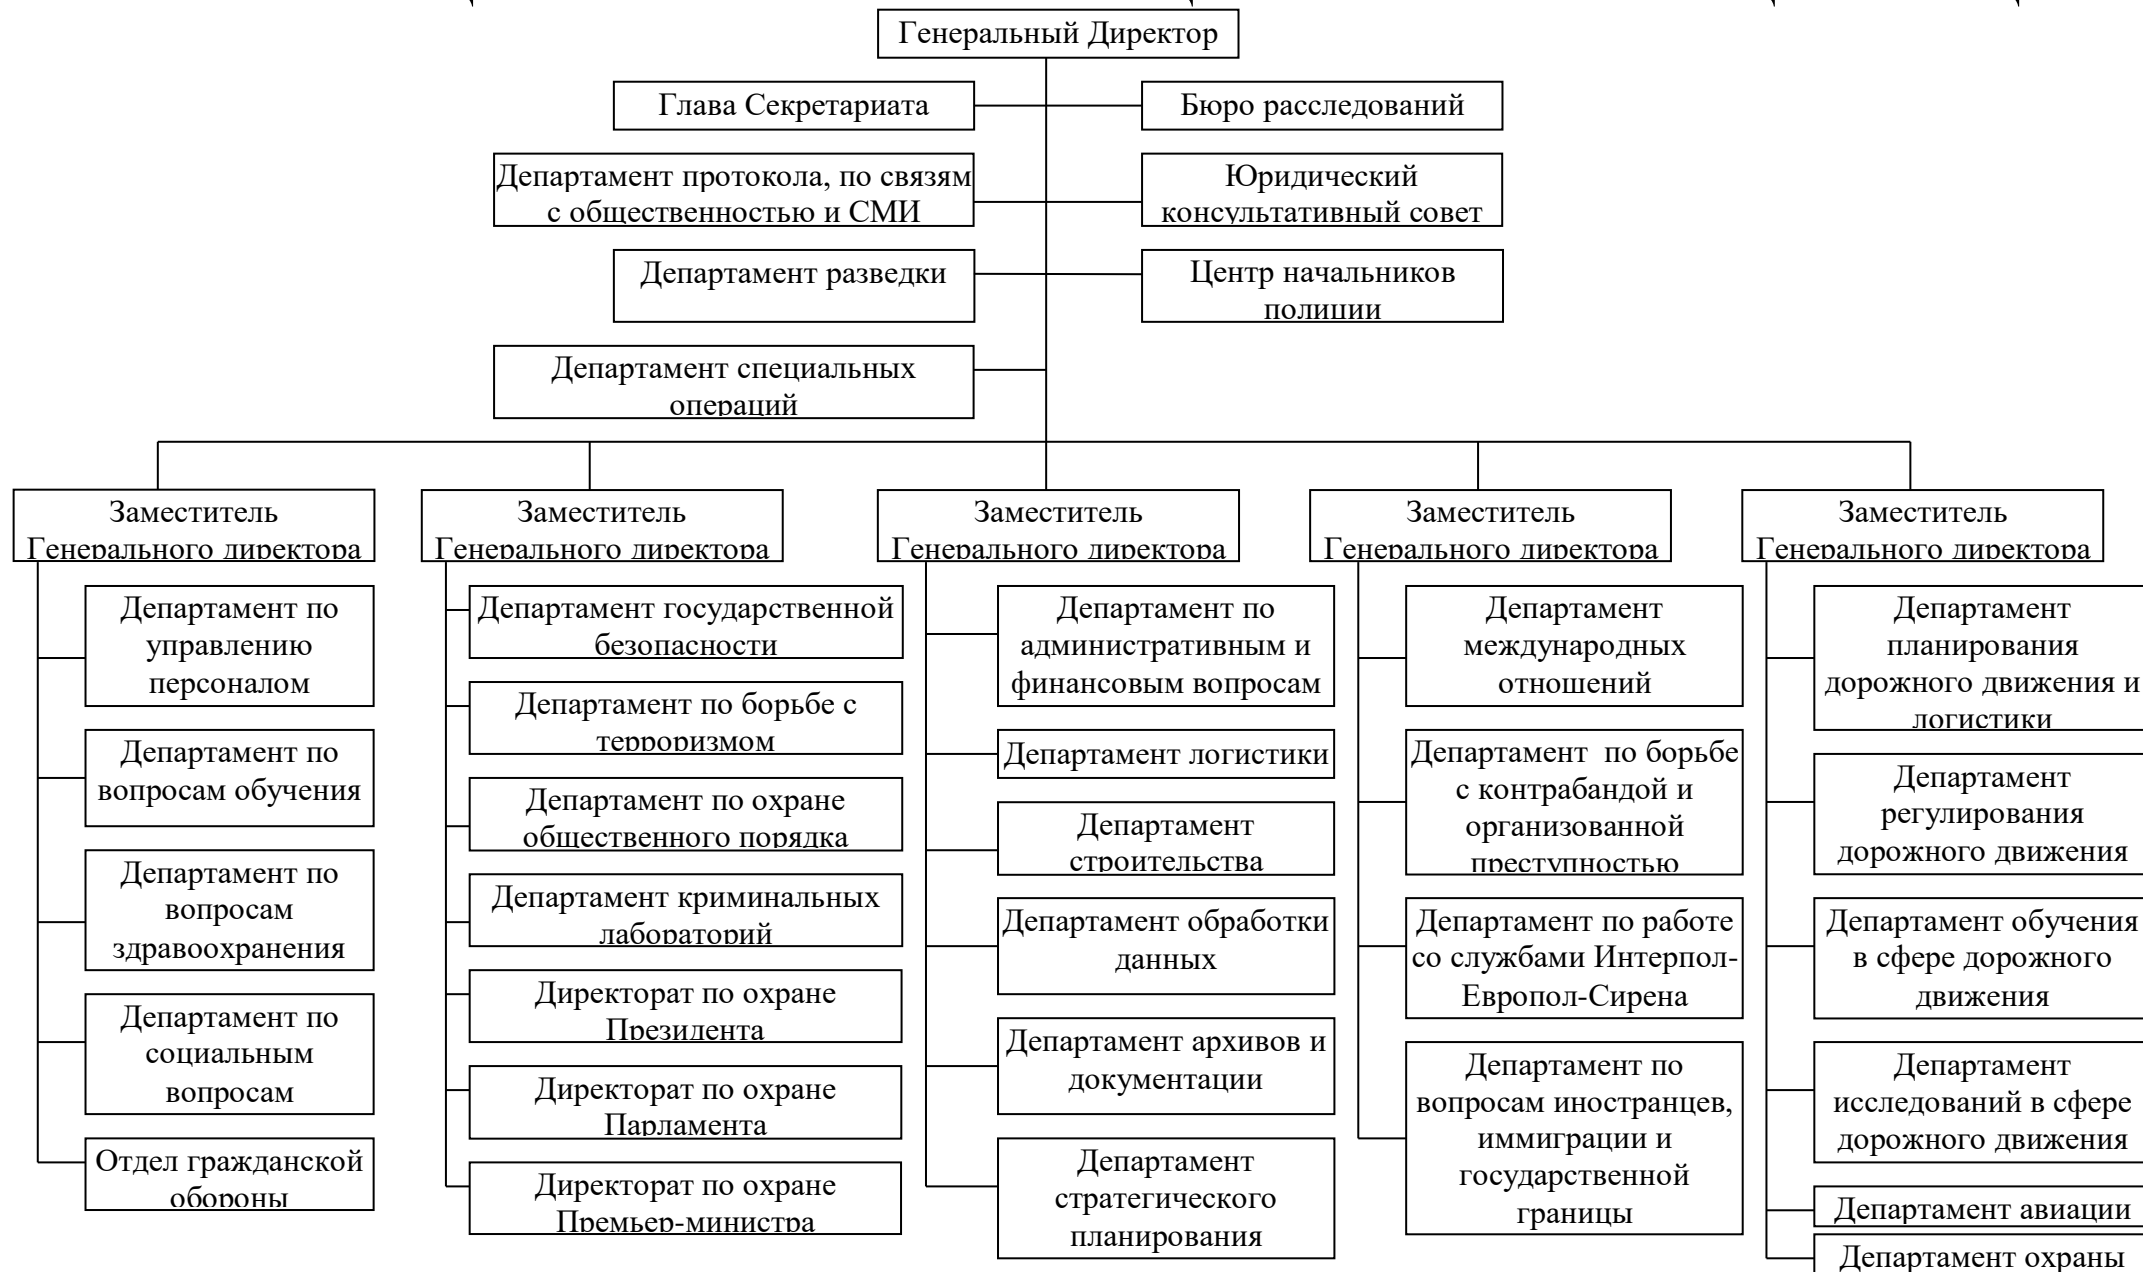 Генеральный Директор
Глава Секретариата
Бюро расследований
Департамент протокола, по связям
с общественностью и СМИ
Юридический
консультативный совет
Департамент разведки
Центр начальников
полиции
Департамент специальных
операций
Заместитель
Генерального директора
Департамент по
управлению
персоналом
Департамент по
вопросам обучения
Департамент по
вопросам
здравоохранения
Департамент по
социальным
вопросам
Отдел гражданской
обороны
Заместитель
Генерального директора
Департамент государственной
безопасности
Департамент по борьбе с
терроризмом
Департамент по охране
общественного порядка
Департамент криминальных
лабораторий
Директорат по охране
Президента
Директорат по охране
Парламента
Директорат по охране
Премьер-министра
Заместитель
Генерального директора
Департамент по
административным и
финансовым вопросам
Департамент логистики
Департамент
строительства
Департамент обработки
данных
Департамент архивов и
документации
Департамент
стратегического
планирования
Заместитель
Генерального директора
Департамент
международных
отношений
Департамент по борьбе
с контрабандой и
организованной
преступностью
Департамент по работе
со службами Интерпол-
Европол-Сирена
Департамент по
вопросам иностранцев,
иммиграции и
государственной
границы
Заместитель
Генерального директора
Департамент
планирования
дорожного движения и
логистики
Департамент
регулирования
дорожного движения
Департамент обучения
в сфере дорожного
движения
Департамент
исследований в сфере
дорожного движения
Департамент авиации
Департамент охраны